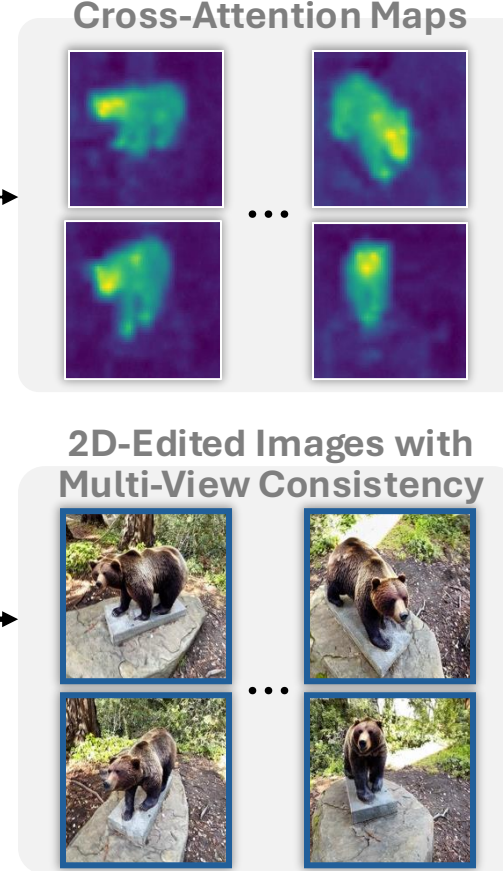 Cross-Attention Maps
...
...
2D-Edited Images with
Multi-View Consistency
...